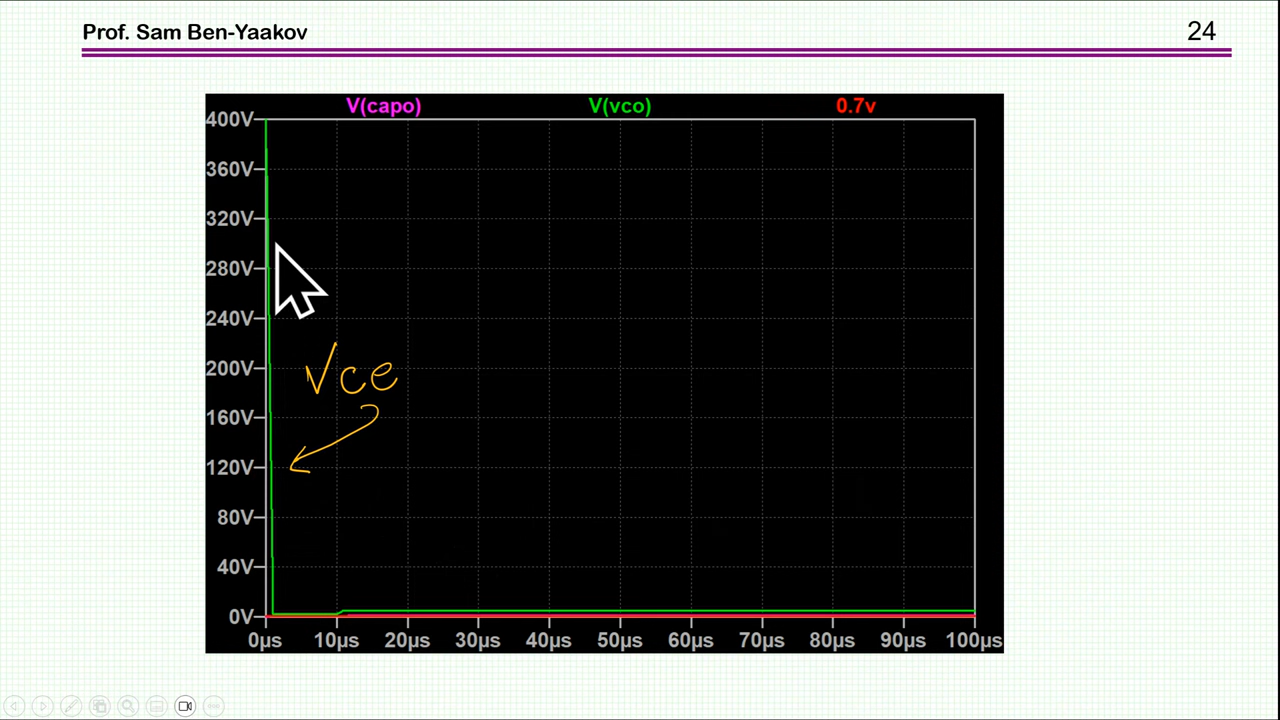 Prof. Sam Ben-Yaakov 24
V(capo) V(vco) 0.7v
400V
360V
320V
280V
240V
200V
160V
120V
80V
40V
0V
Vce
0µs 10µs 20µs 30µs 40µs 50µs 60µs 70µs 80µs 90µs 100µs